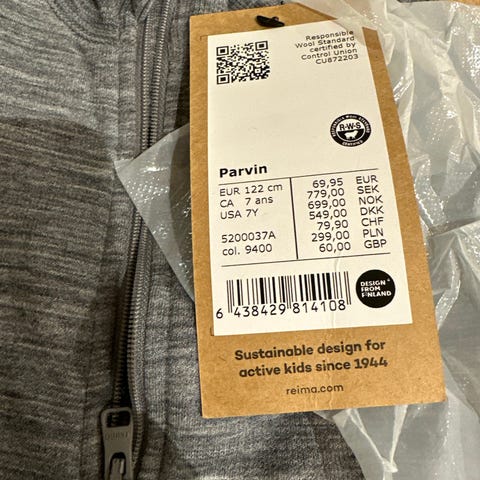 Responsible
Wool Standard
certified by
Control Union
CU872203
R·W·S
Parvin
EUR 122 cm
CA 7 ans
USA 7Y
5200037A
col. 9400
69,95 EUR
779,00 SEK
699,00 NOK
549,00 DKK
79,90 CHF
299,00 PLN
60,00 GBP
6 438429 814108
DESIGN
FROM
FINLAND
Sustainable design for
active kids since 1944
reima.com